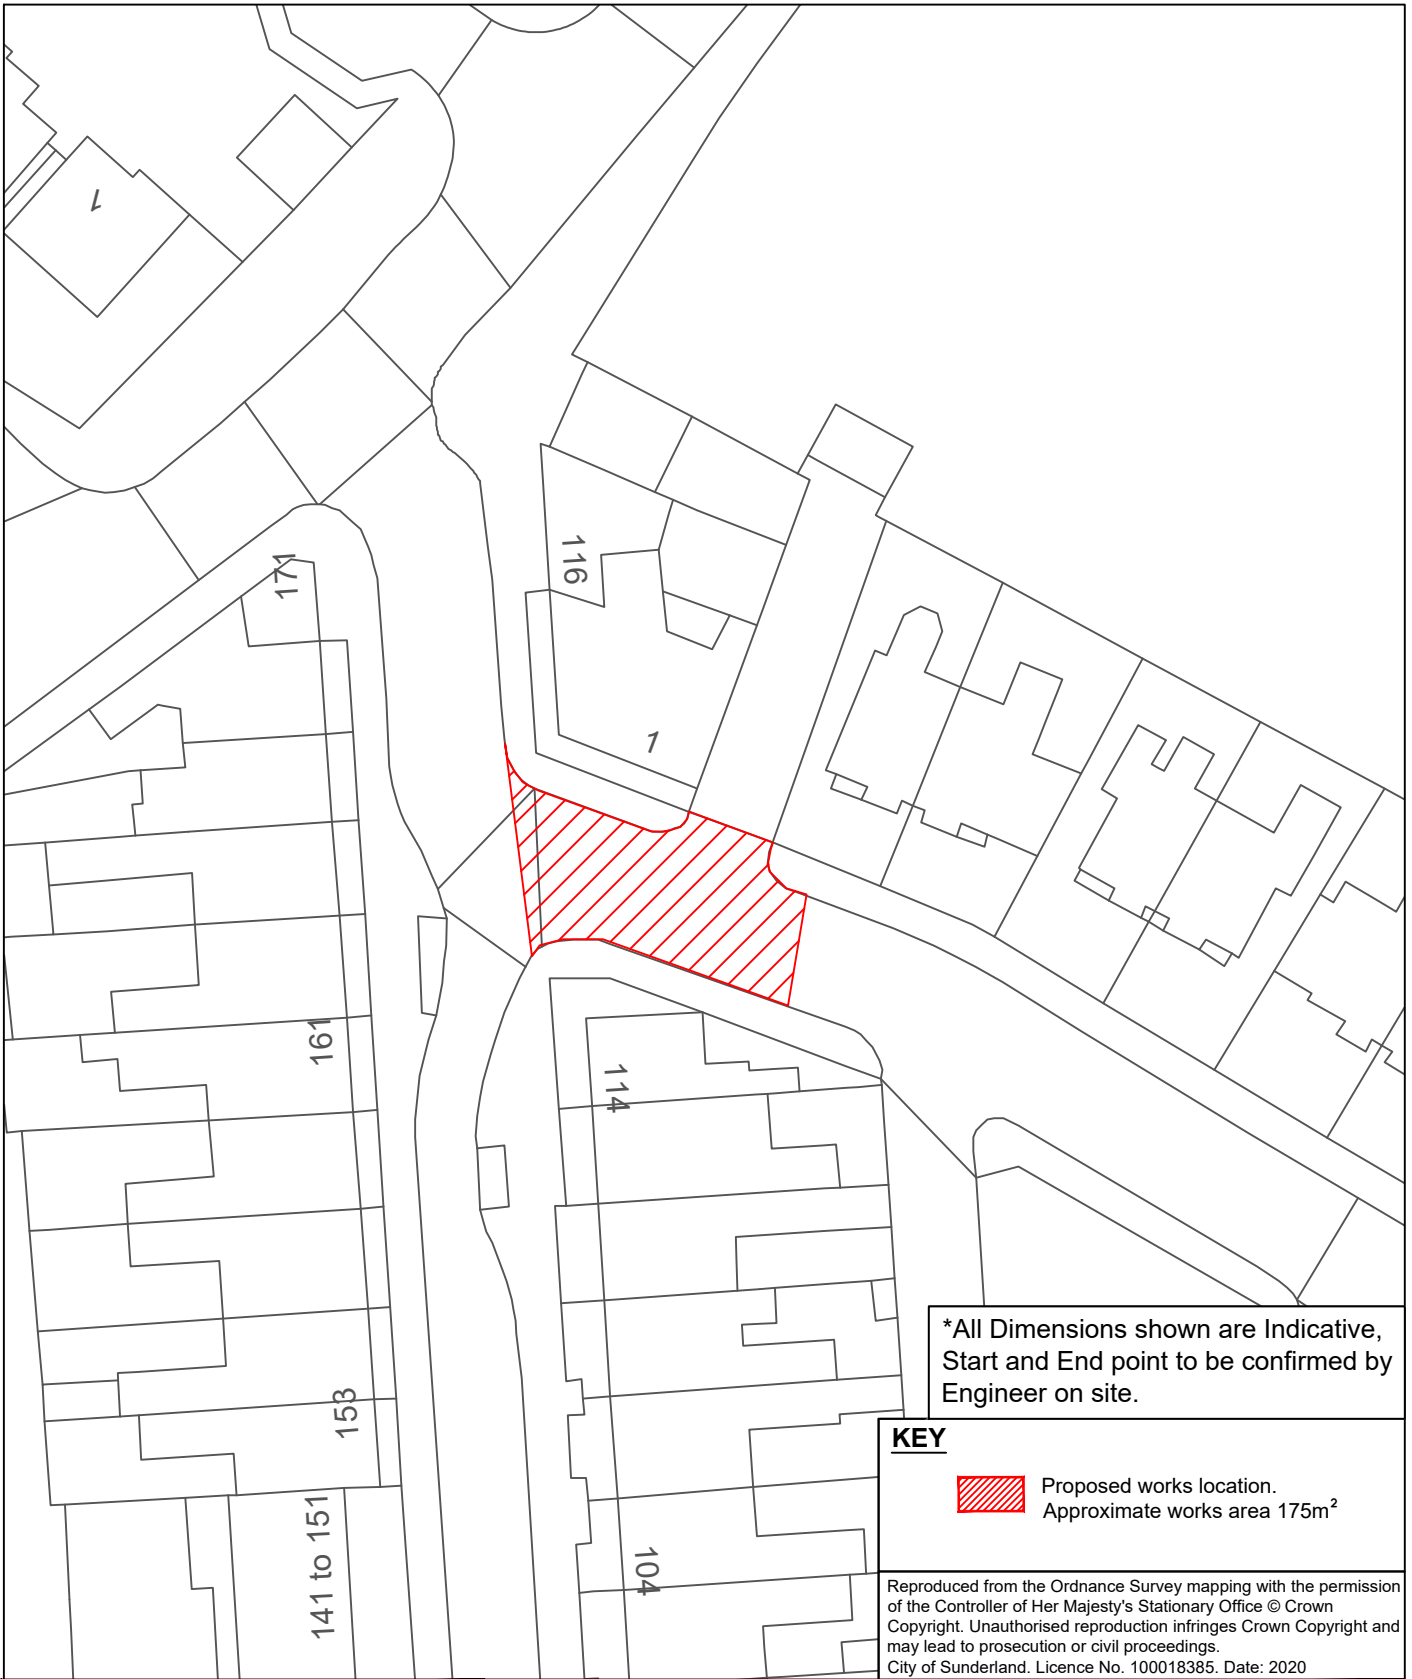 1
171
116
1
161
114
153
141 to 151
104
*All Dimensions shown are Indicative,
Start and End point to be confirmed by
Engineer on site.
KEY
Proposed works location.
Approximate works area 175m²
Reproduced from the Ordnance Survey mapping with the permission
of the Controller of Her Majesty's Stationary Office © Crown
Copyright. Unauthorised reproduction infringes Crown Copyright and
may lead to prosecution or civil proceedings.
City of Sunderland. Licence No. 100018385. Date: 2020